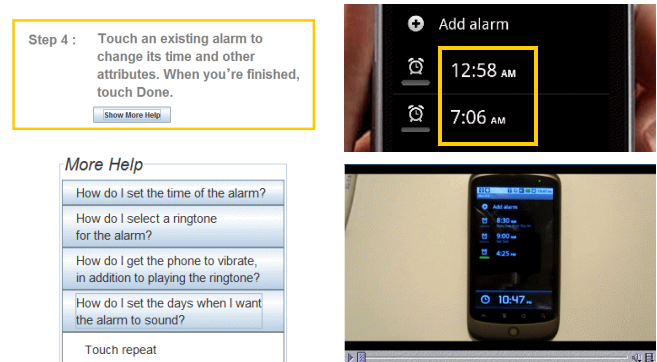 Step 4 :
Touch an existing alarm to
change its time and other
attributes. When you're finished,
touch Done.
Show More Help
Add alarm
12:58 AM
7:06 AM
More Help
How do I set the time of the alarm?
How do I select a ringtone
for the alarm?
How do I get the phone to vibrate,
in addition to playing the ringtone?
How do I set the days when I want
the alarm to sound?
Touch repeat
Add alarm
8:30
9:00
4:25
10:47